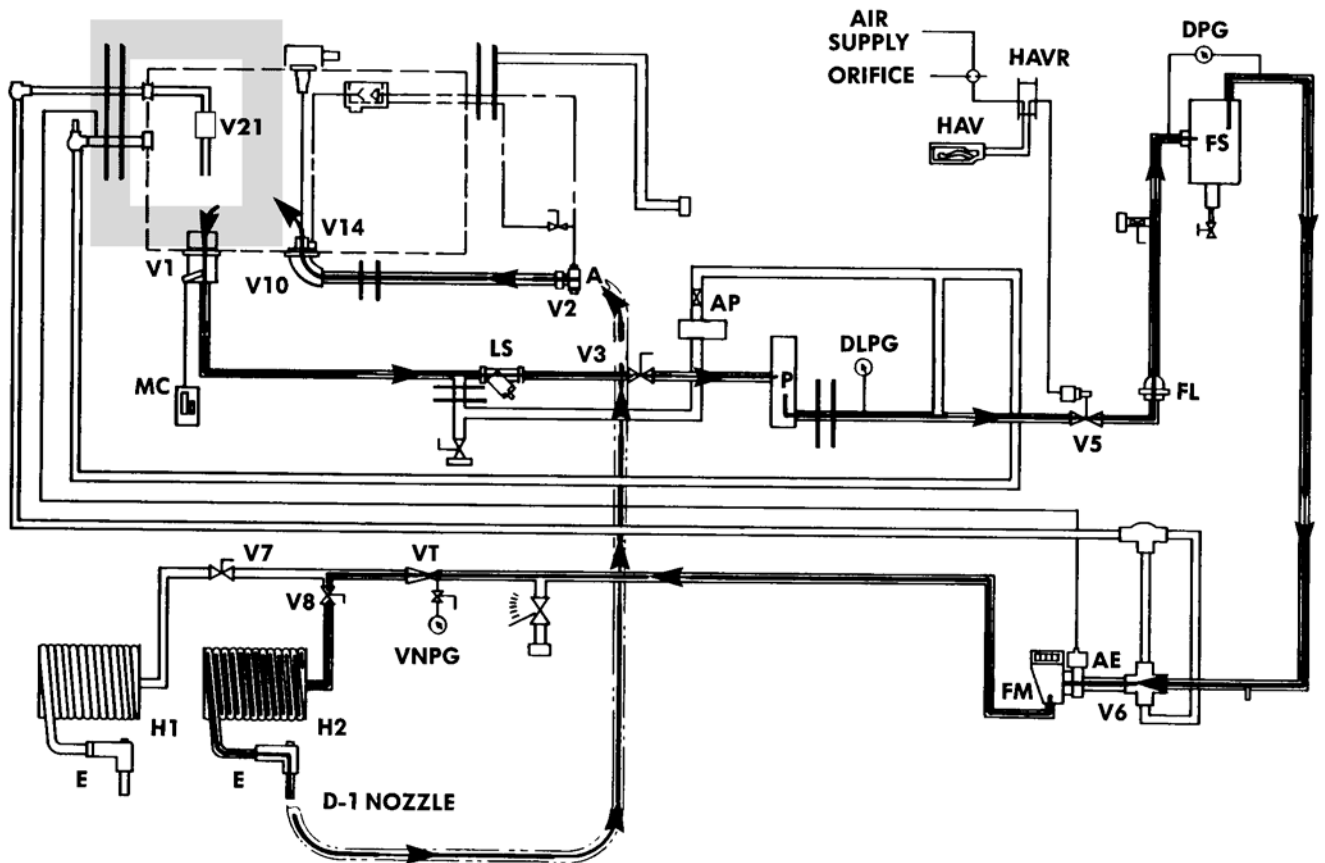 AIR
SUPPLY
ORIFICE
HAVR
HAV
DPG
FS
V21
V14
V1
V10
V2
A
AP
LS
V3
P
DLPG
MC
V5
FL
V7
VT
V8
VNPG
AE
FM
V6
H1
H2
E
E
D-1 NOZZLE